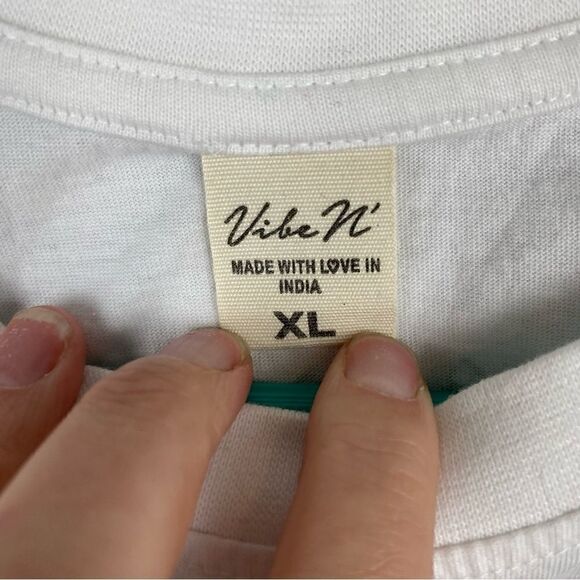 Vibe N'
MADE WITH LOVE IN
INDIA
XL